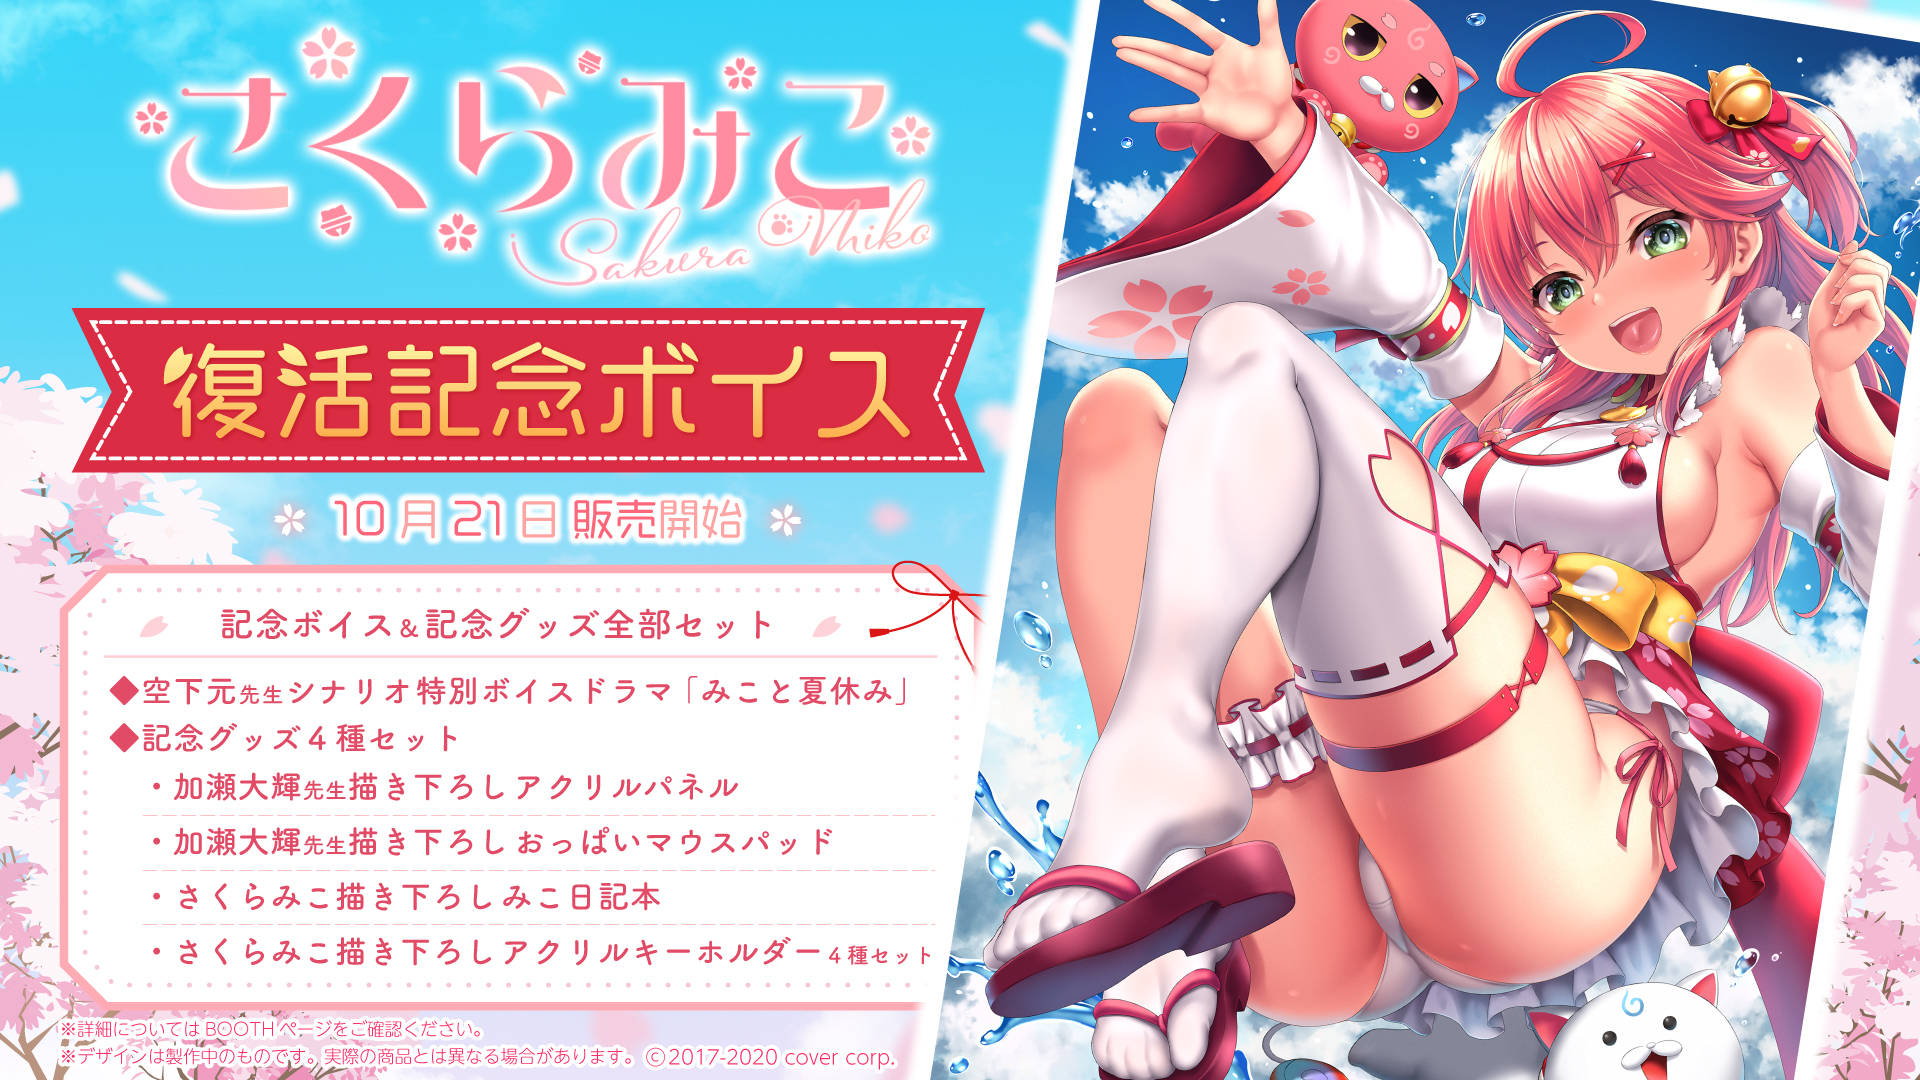 さくらみこ
Sakura Miko
復活記念ボイス
10月21日販売開始
記念ボイス&記念グッズ全部セット
◆空下元先生シナリオ特別ボイスドラマ「みこと夏休み」
◆記念グッズ4種セット
・加瀬大輝先生描き下ろしアクリルパネル
・加瀬大輝先生描き下ろしおっぱいマウスパッド
・さくらみこ描き下ろしみこ日記本
・さくらみこ描き下ろしアクリルキーホルダー4種セット
※詳細についてはBOOTHページをご確認ください。
※デザインは製作中のものです。実際の商品とは異なる場合があります。©2017-2020 cover corp.